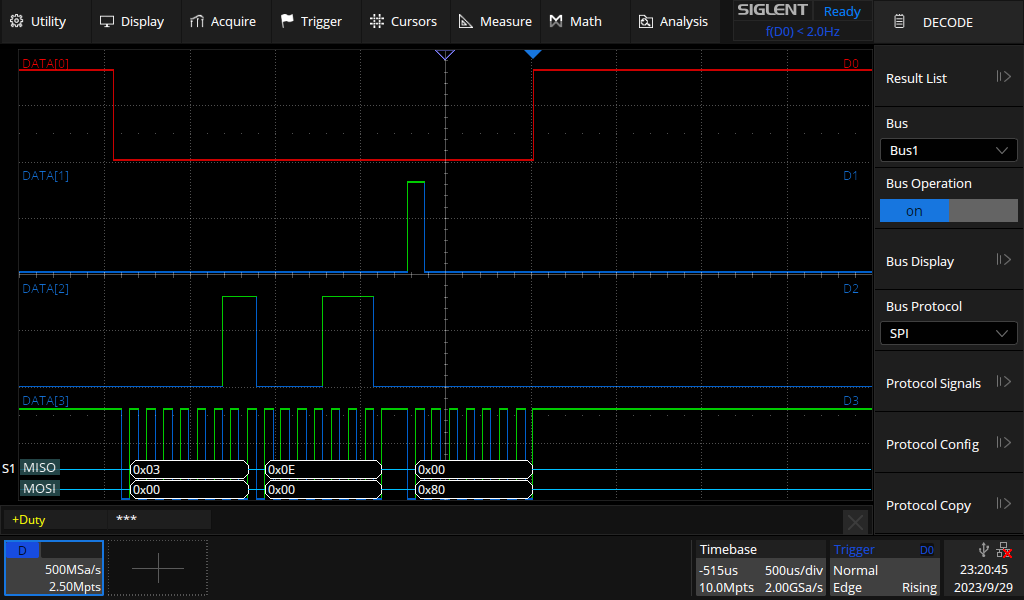 Utility Display Acquire Trigger Cursors Measure Math Analysis SIGLENT Ready DECODE
f(D0) < 2.0Hz
DATA[0] D0
Result List
Bus
Bus1
DATA[1] D1
Bus Operation
on
Bus Display
DATA[2] D2
Bus Protocol
SPI
Protocol Signals
DATA[3] D3
Protocol Config
S1 MISO 0x03 0x0E 0x00
MOSI 0x00 0x00 0x80
Protocol Copy
+Duty ***
D Timebase Trigger D0
500MSa/s -515us 500us/div Normal 23:20:45
2.50Mpts 10.0Mpts 2.00GSa/s Edge Rising 2023/9/29